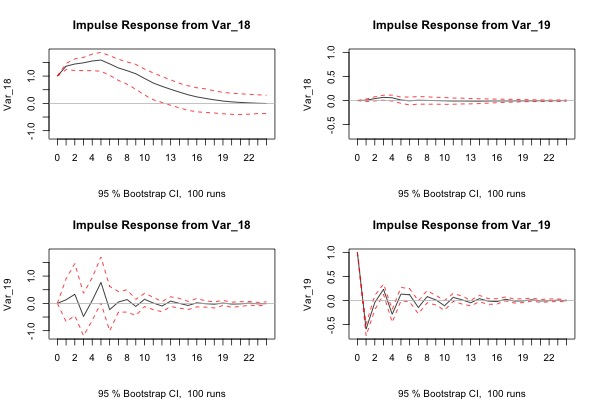 Impulse Response from Var_18
Var_18
-1.0 0.0 1.0
0 2 4 6 8 10 13 16 19 22
95 % Bootstrap CI, 100 runs
Impulse Response from Var_19
Var_18
-0.5 0.0 0.5 1.0
0 2 4 6 8 10 13 16 19 22
95 % Bootstrap CI, 100 runs
Impulse Response from Var_18
Var_19
-1.0 0.0 1.0
0 2 4 6 8 10 13 16 19 22
95 % Bootstrap CI, 100 runs
Impulse Response from Var_19
Var_19
-0.5 0.0 0.5 1.0
0 2 4 6 8 10 13 16 19 22
95 % Bootstrap CI, 100 runs